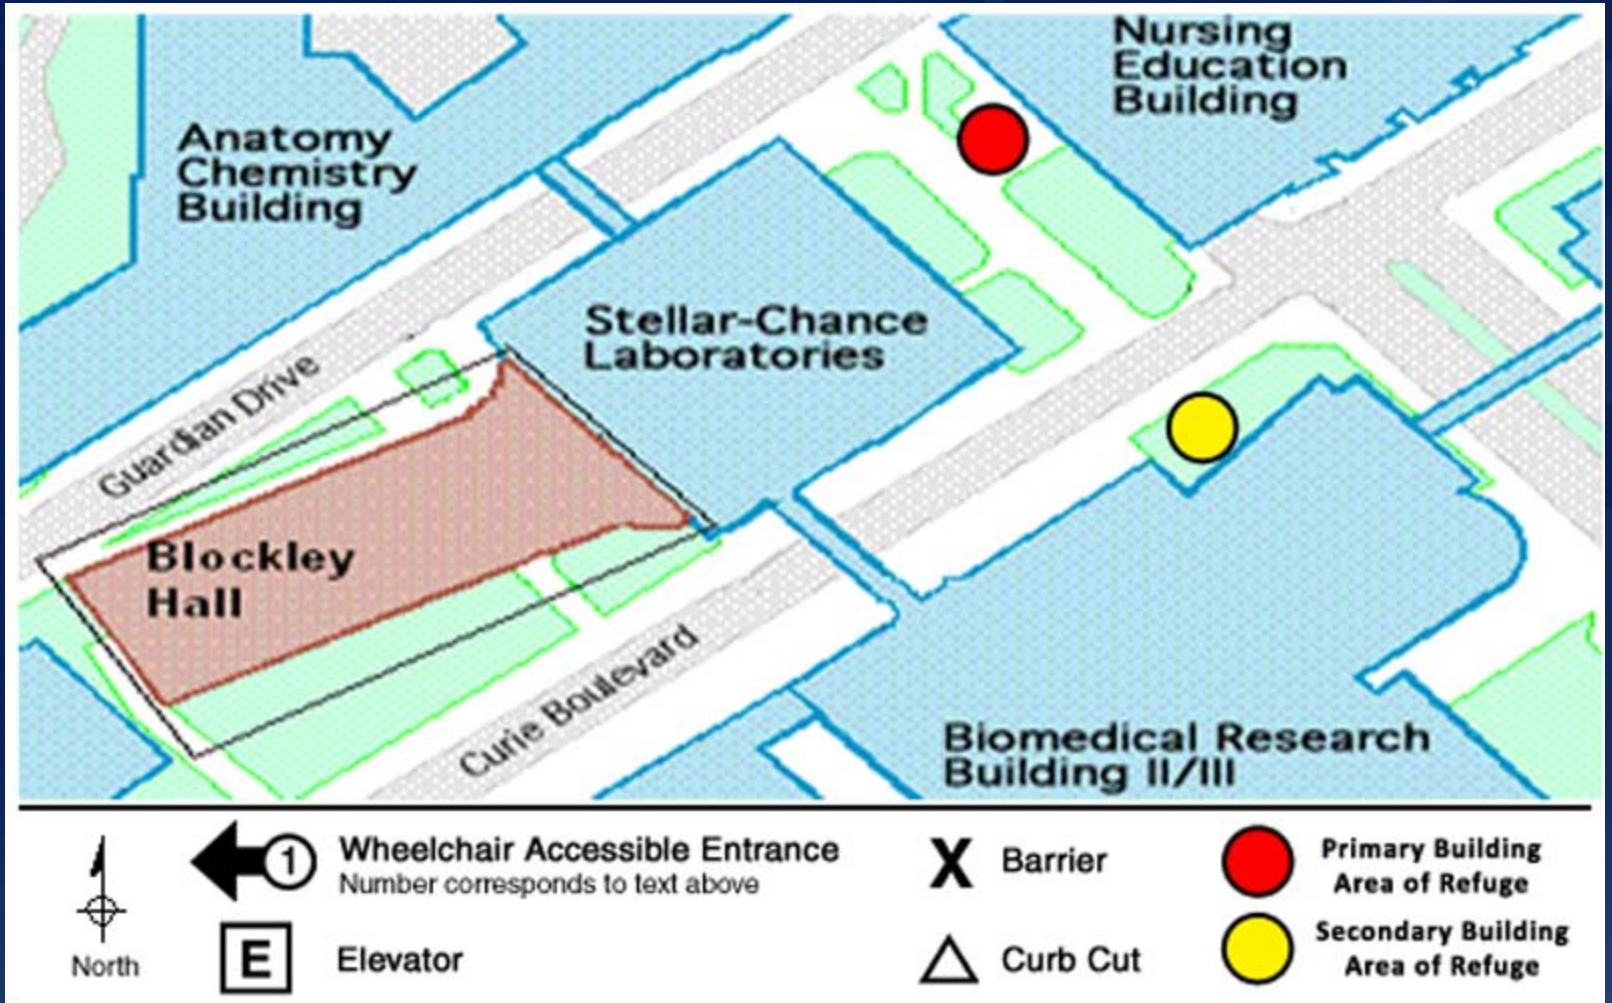 Nursing
Education
Building
Anatomy
Chemistry
Building
Stellar-Chance
Laboratories
Guardian Drive
Blockley
Hall
Curie Boulevard
Biomedical Research
Building II/III
1
Wheelchair Accessible Entrance
Number corresponds to text above
X
Barrier
Primary Building
Area of Refuge
North
E
Elevator
Curb Cut
Secondary Building
Area of Refuge